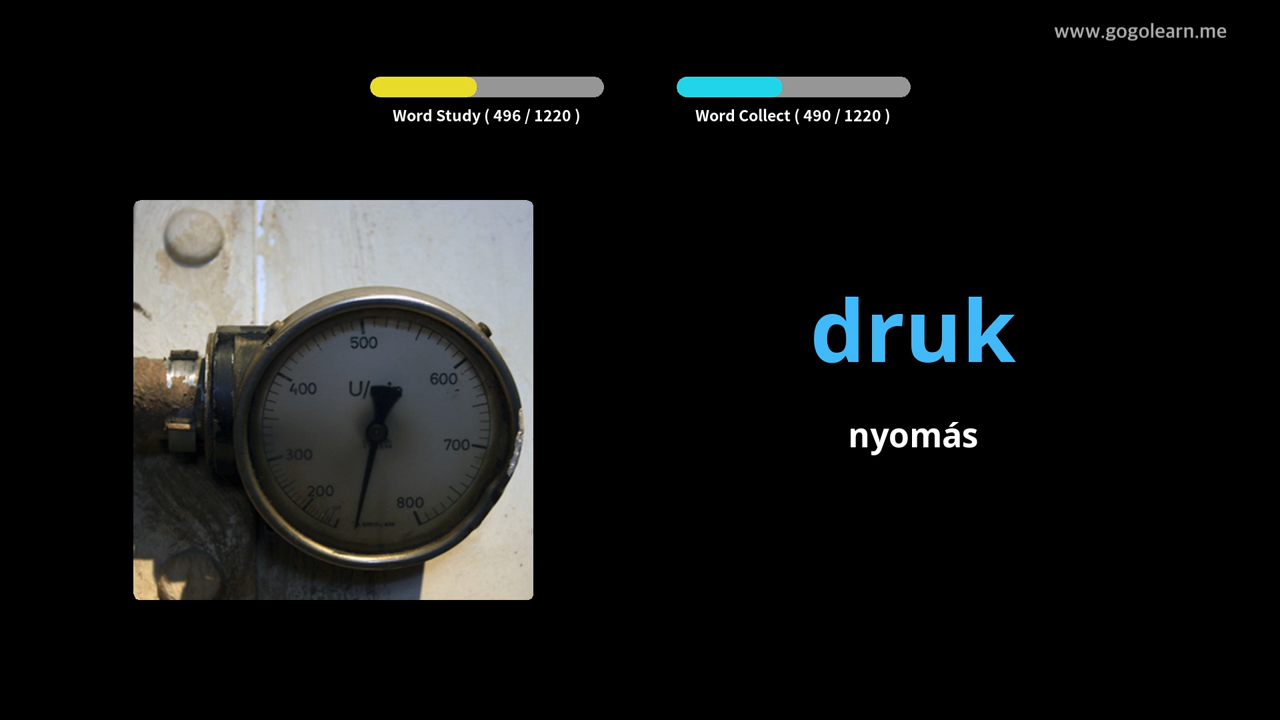 www.gogolearn.me
Word Study ( 496 / 1220 )
Word Collect ( 490 / 1220 )
druk
nyomás
500
600
400
700
300
200
800